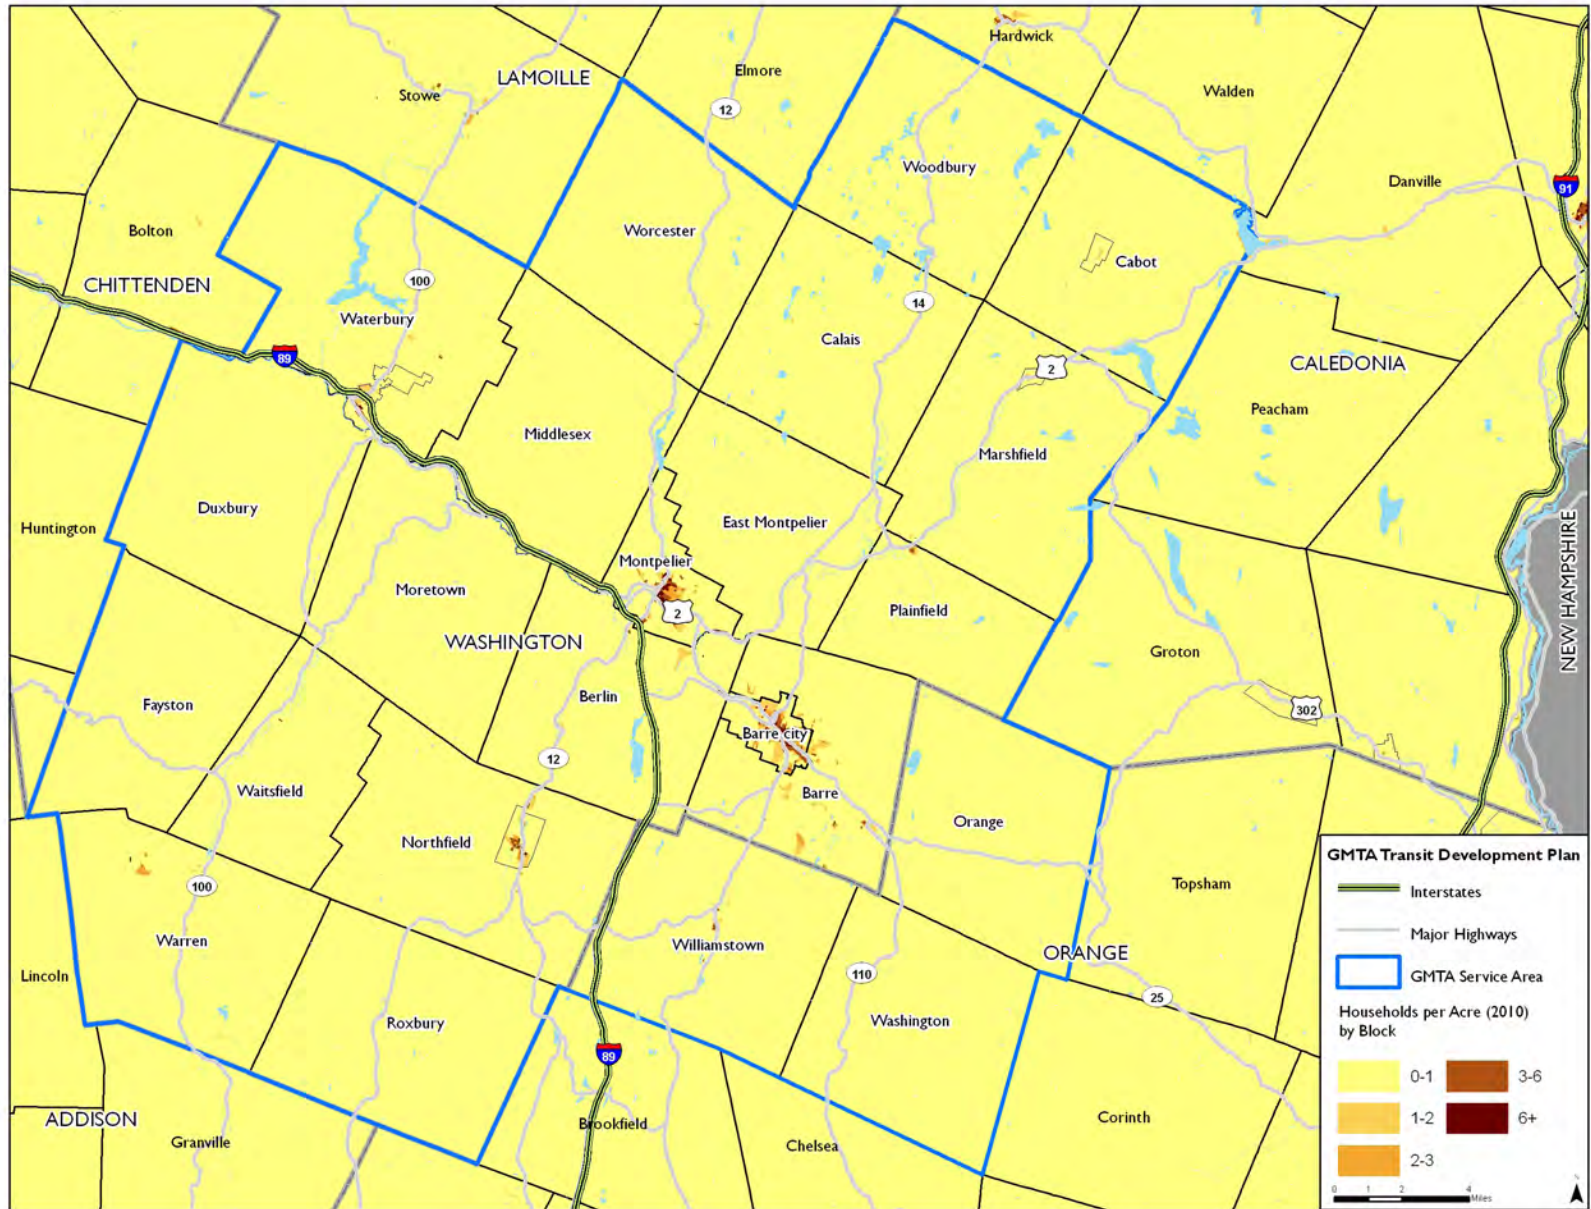 Hardwick
Elmore
LAMOILLE
Stowe
12
Walden
Woodbury
Danville
91
Bolton
Worcester
Cabot
CHITTENDEN
100
14
Waterbury
Calais
89
2
CALEDONIA
Peacham
Middlesex
Marshfield
Duxbury
Huntington
East Montpelier
NEW HAMPSHIRE
Montpelier
Moretown
2
Plainfield
WASHINGTON
Groton
Berlin
Fayston
302
Barre city
12
Waitsfield
Barre
Orange
Northfield
100
Topsham
Warren
Williamstown
ORANGE
Lincoln
110
25
Roxbury
Washington
89
Brookfield
Corinth
ADDISON
Granville
Chelsea
GMTA Transit Development Plan
Interstates
Major Highways
GMTA Service Area
Households per Acre (2010)
by Block
0-1 3-6
1-2 6+
2-3
0 1 2 4
Miles